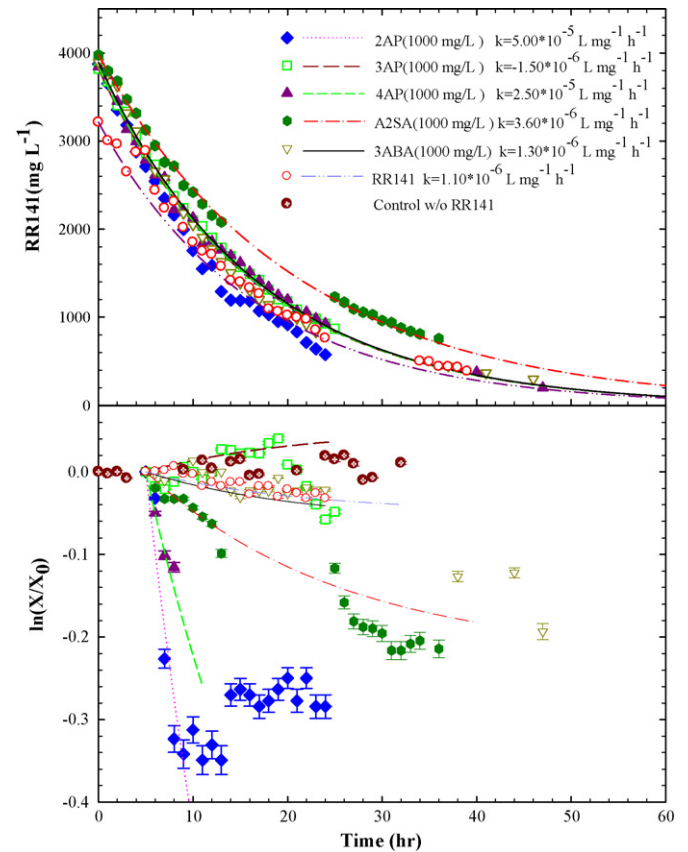 4000
3000
2000
1000
0
RR141(mg L-1)
2AP(1000 mg/L ) k=5.00*10-5 L mg-1 h-1
3AP(1000 mg/L ) k=-1.50*10-6 L mg-1 h-1
4AP(1000 mg/L ) k=2.50*10-5 L mg-1 h-1
A2SA(1000 mg/L ) k=3.60*10-6 L mg-1 h-1
3ABA(1000 mg/L) k=1.30*10-6 L mg-1 h-1
RR141 k=1.10*10-6 L mg-1 h-1
Control w/o RR141
0.0
-0.1
-0.2
-0.3
-0.4
ln(X/X0)
0 20 40 60
Time (hr)